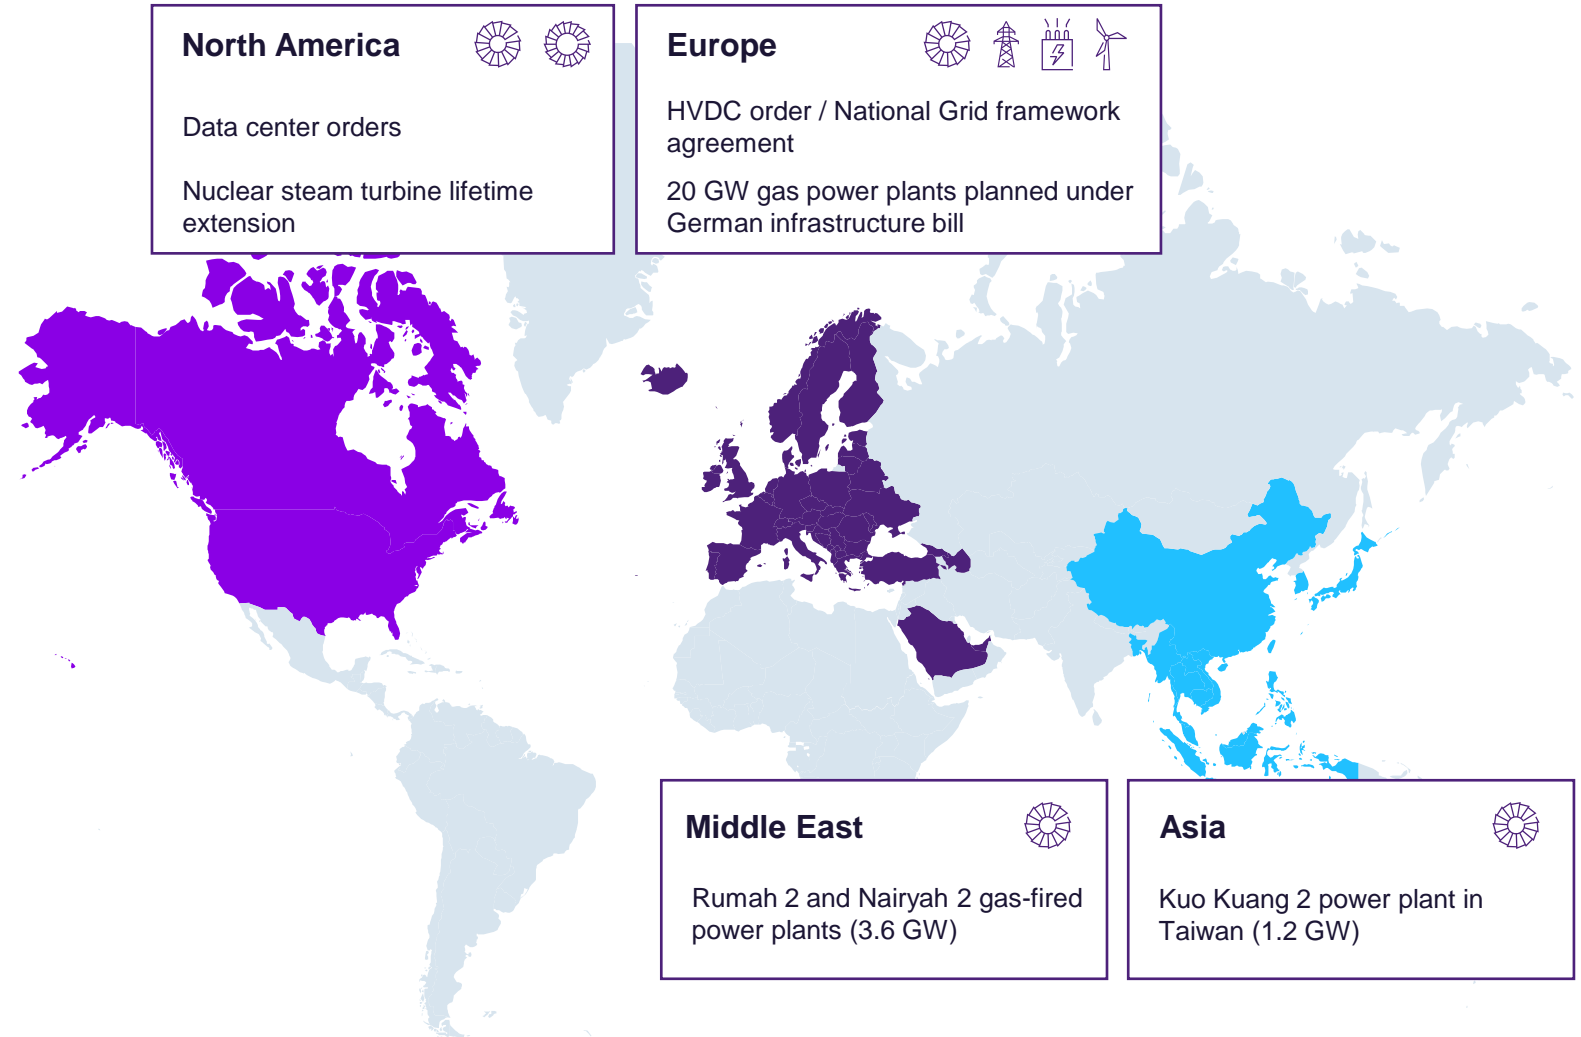 North America
Data center orders
Nuclear steam turbine lifetime
extension
Europe
HVDC order / National Grid framework
agreement
20 GW gas power plants planned under
German infrastructure bill
Middle East
Rumah 2 and Nairyah 2 gas-fired
power plants (3.6 GW)
Asia
Kuo Kuang 2 power plant in
Taiwan (1.2 GW)